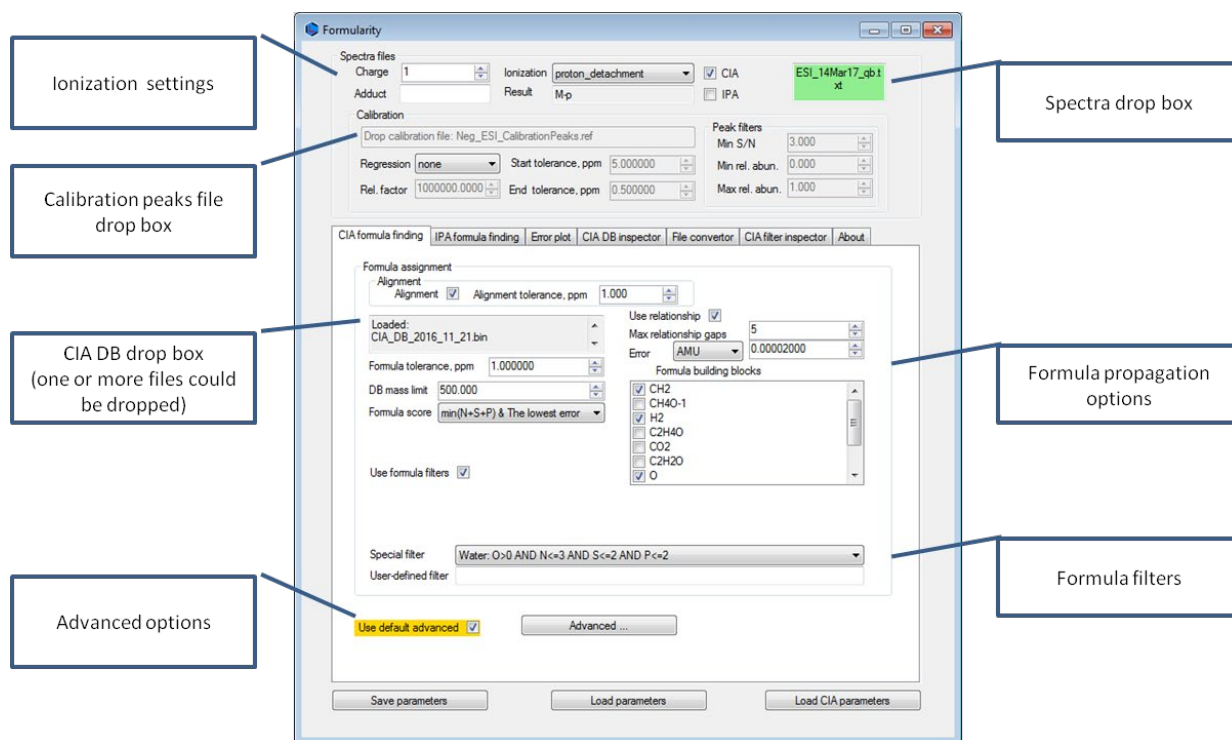 Formularity
Ionization settings
Spectra files
Charge 1 Ionization proton_detachment CIA
Adduct Result M-p IPA
ESI_14Mar17_qb.t
xt
Spectra drop box
Calibration
Drop calibration file: Neg_ESI_CalibrationPeaks.ref
Regression none Start tolerance, ppm 5.000000
Rel. factor 1000000.0000 End tolerance, ppm 0.500000
Peak filters
Min S/N 3.000
Min rel. abun. 0.000
Max rel. abun. 1.000
Calibration peaks file
drop box
CIA formula finding IPA formula finding Error plot CIA DB inspector File convertor CIA filter inspector About
Formula assignment
Alignment
Alignment Alignment tolerance, ppm 1.000
Loaded:
CIA_DB_2016_11_21.bin
Formula tolerance, ppm 1.000000
DB mass limit 500.000
Formula score min(N+S+P) & The lowest error
Use formula filters
CIA DB drop box
(one or more files could
be dropped)
Use relationship
Max relationship gaps 5
Error AMU 0.00002000
Formula building blocks
CH2
CH4O-1
H2
C2H4O
CO2
C2H2O
O
Formula propagation
options
Special filter Water: O>0 AND N<=3 AND S<=2 AND P<=2
User-defined filter
Formula filters
Advanced options
Use default advanced Advanced ...
Save parameters Load parameters Load CIA parameters